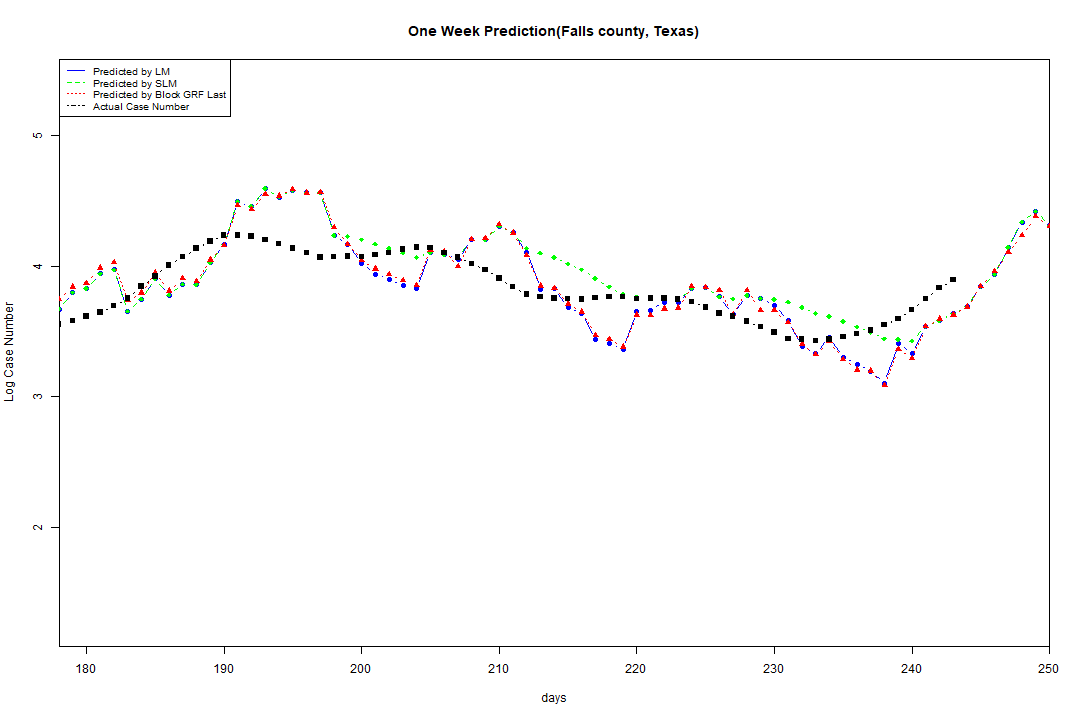 One Week Prediction(Falls county, Texas)
Predicted by LM
Predicted by SLM
Predicted by Block GRF Last
Actual Case Number
5
4
3
2
Log Case Number
180 190 200 210 220 230 240 250
days